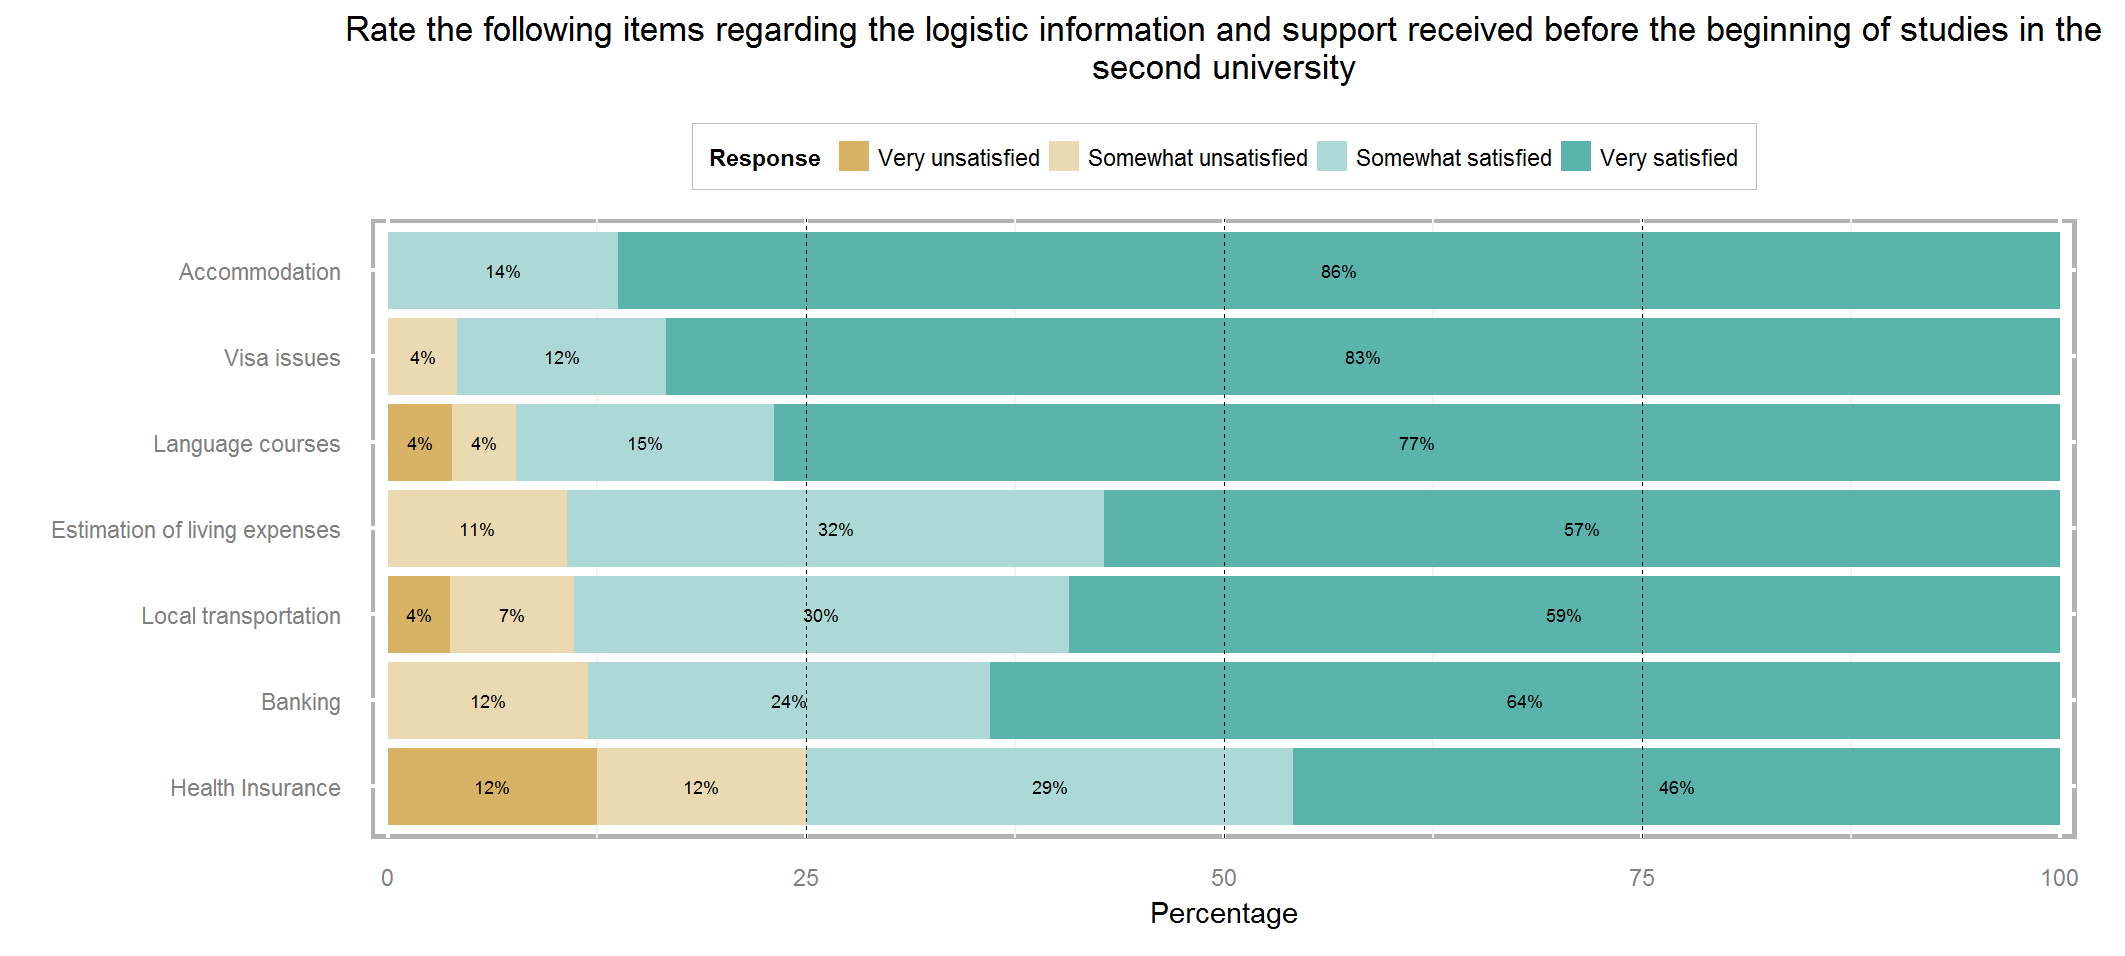 Rate the following items regarding the logistic information and support received before the beginning of studies in the
second university
Response Very unsatisfied Somewhat unsatisfied Somewhat satisfied Very satisfied
Accommodation 14% 86%
Visa issues 4% 12% 83%
Language courses 4% 4% 15% 77%
Estimation of living expenses 11% 32% 57%
Local transportation 4% 7% 30% 59%
Banking 12% 24% 64%
Health Insurance 12% 12% 29% 46%
0 25 50 75 100
Percentage